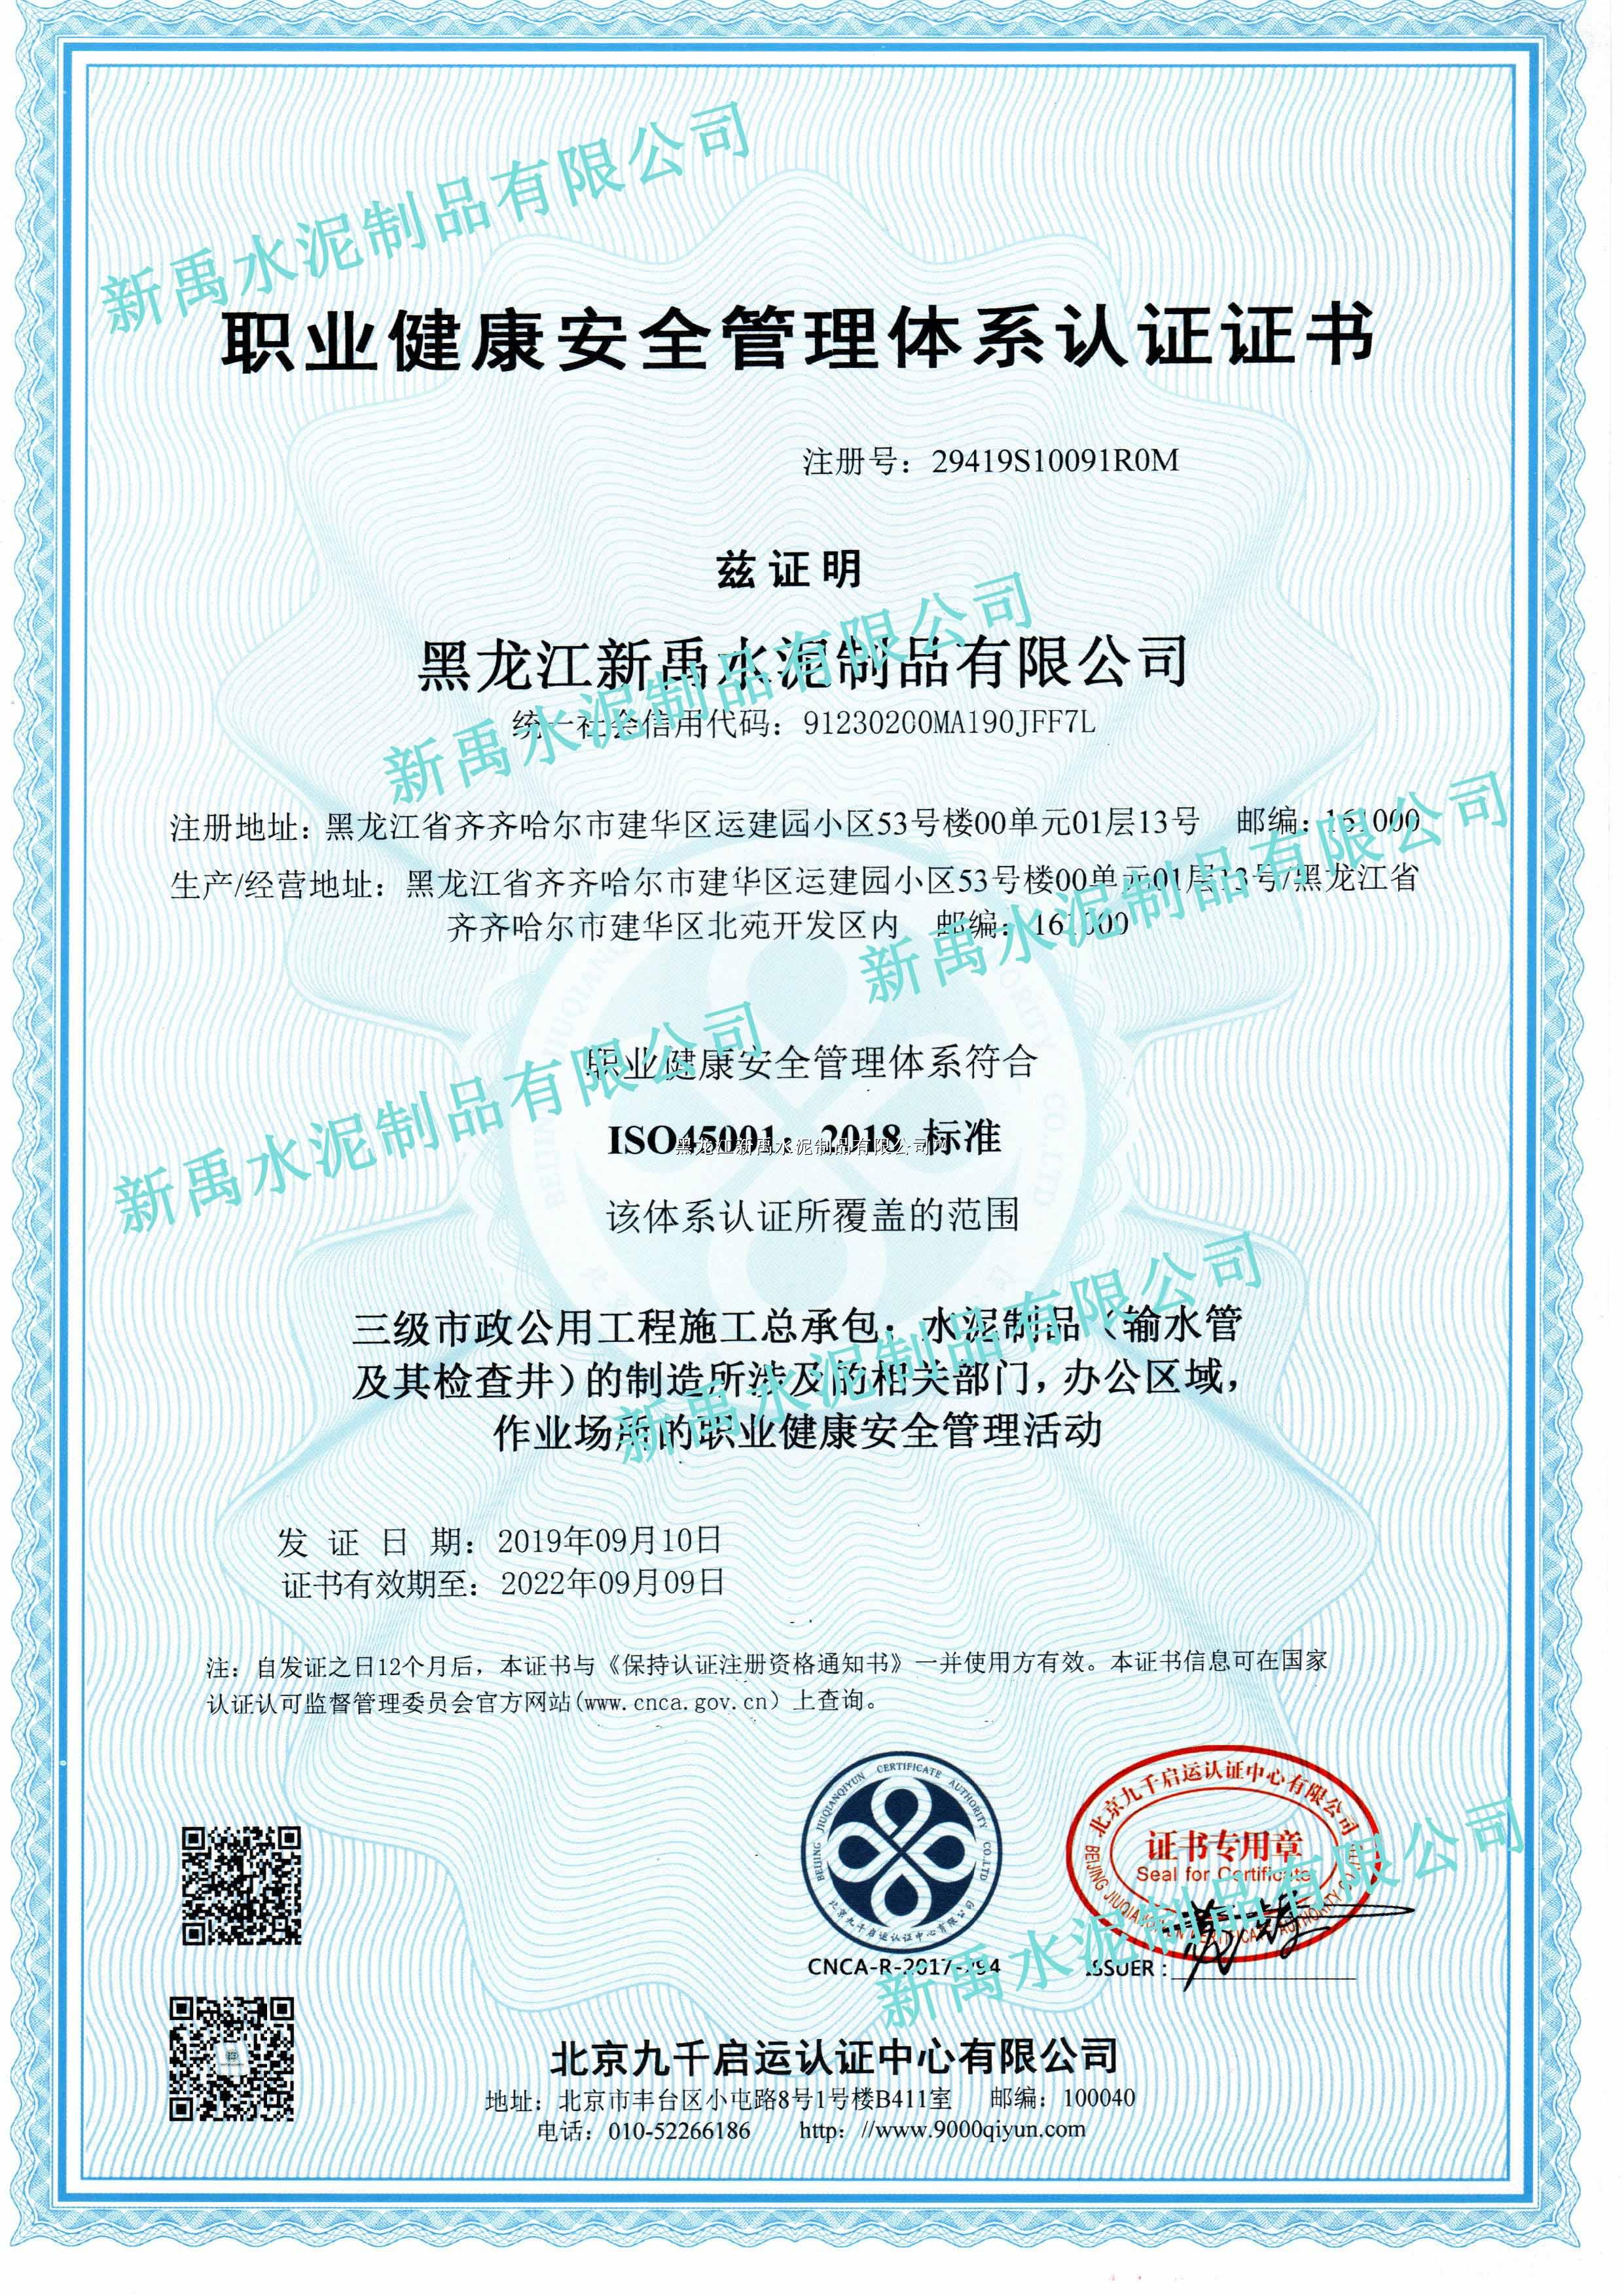 新禹水泥制品有限公司
职业健康安全管理体系认证证书
注册号：29419S10091R0M
兹证明
黑龙江新禹水泥制品有限公司
统一社会信用代码：91230200MA190JFF7L
新禹水泥制品有限公司
注册地址：黑龙江省齐齐哈尔市建华区运建园小区53号楼00单元01层13号 邮编：161000
生产/经营地址：黑龙江省齐齐哈尔市建华区运建园小区53号楼00单元01层13号/黑龙江省
齐齐哈尔市建华区北苑开发区内 邮编：161000
新禹水泥制品有限公司
职业健康安全管理体系符合
ISO45001：2018 标准
黑龙江新禹水泥制品有限公司
新禹水泥制品有限公司
该体系认证所覆盖的范围
三级市政公用工程施工总承包；水泥制品（输水管
及其检查井）的制造所涉及的相关部门，办公区域，
作业场所的职业健康安全管理活动
新禹水泥制品有限公司
发证日期：2019年09月10日
证书有效期至：2022年09月09日
注：自发证之日12个月后，本证书与《保持认证注册资格通知书》一并使用方有效。本证书信息可在国家
认证认可监督管理委员会官方网站(www.cnca.gov.cn）上查询。
BEIJING JIUQIANQIYUN CERTIFICATE AUTHORITY CO.LTD
北京九千启运认证中心有限公司
CNCA-R-2017-294
北京九千启运认证中心有限公司
证书专用章
Seal for Certificate
BEIJING JIUQIANQIYUN CERTIFICATE AUTHORITY CO.LTD
ISSUER：
新禹水泥制品有限公司
北京九千启运认证中心有限公司
地址：北京市丰台区小屯路8号1号楼B411室 邮编：100040
电话：010-52266186 http：//www.9000qiyun.com